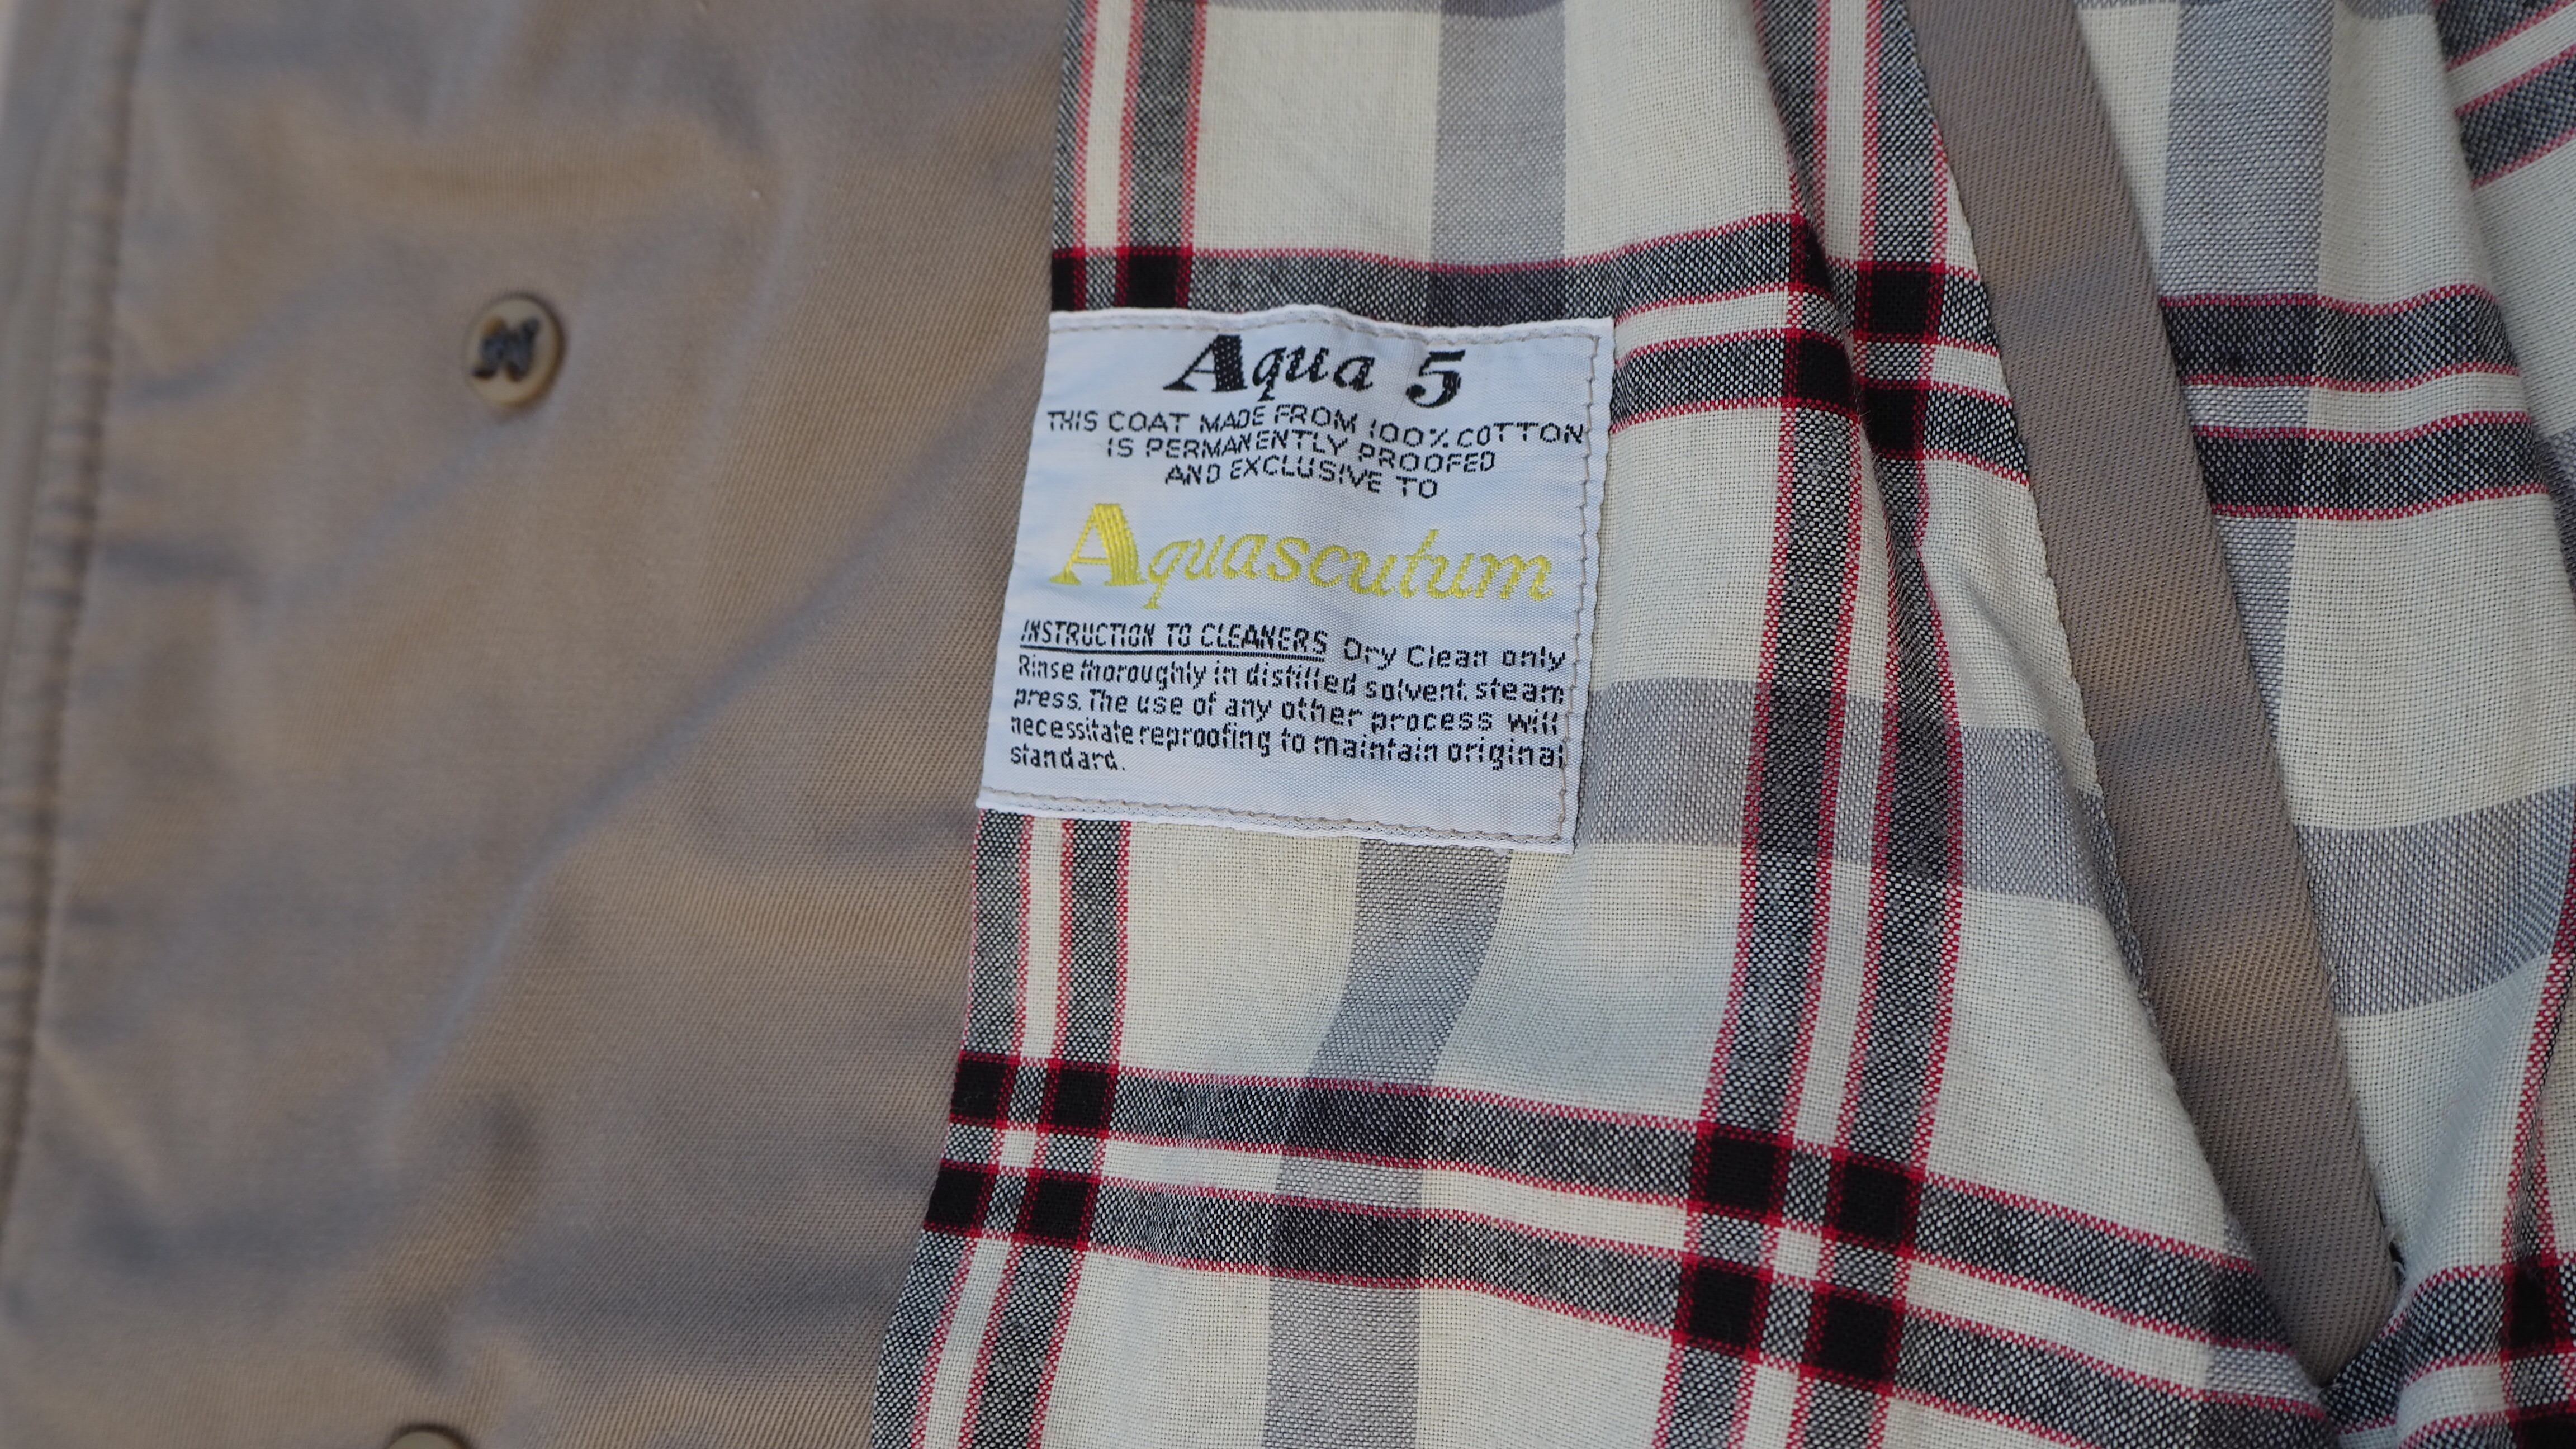 Aqua 5
THIS COAT MADE FROM 100% COTTON
IS PERMANENTLY PROOFED
AND EXCLUSIVE TO
Aquascutum
INSTRUCTION TO CLEANERS Dry Clean only
Rinse thoroughly in distilled solvent. steam
press. The use of any other process will
necessitate reproofing to maintain original
standard.